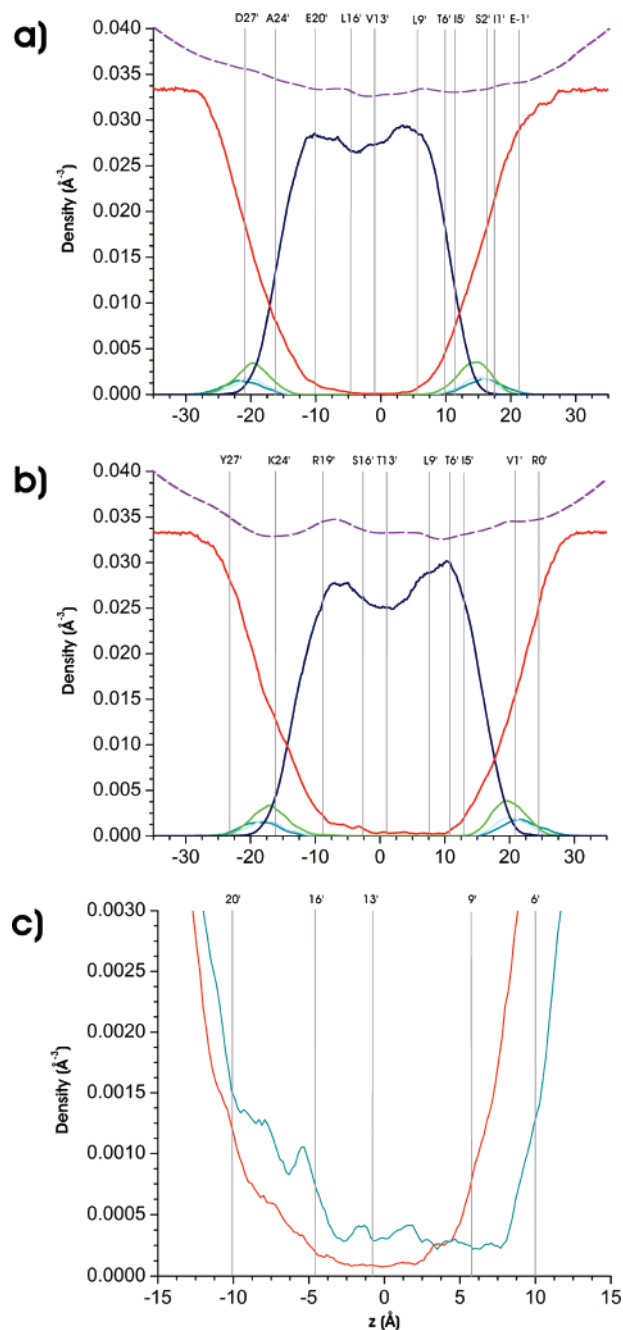 a)
D27' A24' E20' L16' V13' L9' T6' I5' S2' I1' E-1'
0.040
0.035
0.030
0.025
0.020
0.015
0.010
0.005
0.000
Density (Å-3)
-30 -20 -10 0 10 20 30
b)
Y27' K24' R19' S16' T13' L9' T6' I5' V1' R0'
0.040
0.035
0.030
0.025
0.020
0.015
0.010
0.005
0.000
Density (Å-3)
-30 -20 -10 0 10 20 30
c)
20' 16' 13' 9' 6'
0.0030
0.0025
0.0020
0.0015
0.0010
0.0005
0.0000
Density (Å-3)
-15 -10 -5 0 5 10 15
z (Å)